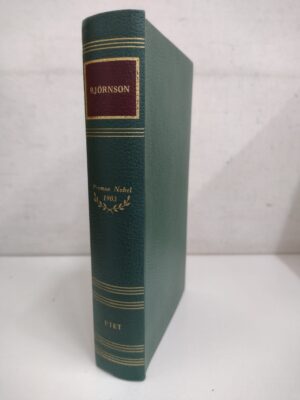 BJÖRNSON
Premio Nobel
1903
UTET